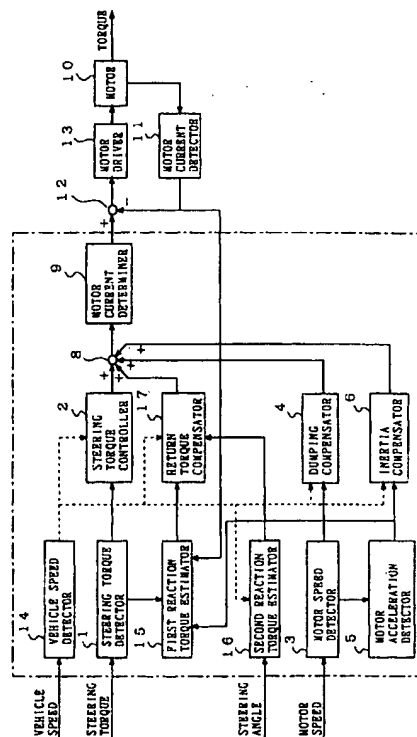 VEHICLE
SPEED
14
VEHICLE SPEED
DETECTOR
STEERING
TORQUE
1
STEERING TORQUE
DETECTOR
2
STEERING
TORQUE
CONTROLLER
15
FIRST REACTION
TORQUE ESTIMATOR
17
RETURN
TORQUE
COMPENSATOR
8
+
+
+
+
9
MOTOR
CURRENT
DETERMINER
12
+
-
13
MOTOR
DRIVER
10
MOTOR
TORQUE
11
MOTOR
CURRENT
DETECTOR
STEERING
ANGLE
16
SECOND REACTION
TORQUE ESTIMATOR
MOTOR
SPEED
3
MOTOR SPEED
DETECTOR
4
DUMPING
COMPENSATOR
5
MOTOR
ACCELERATION
DETECTOR
6
INERTIA
COMPENSATOR